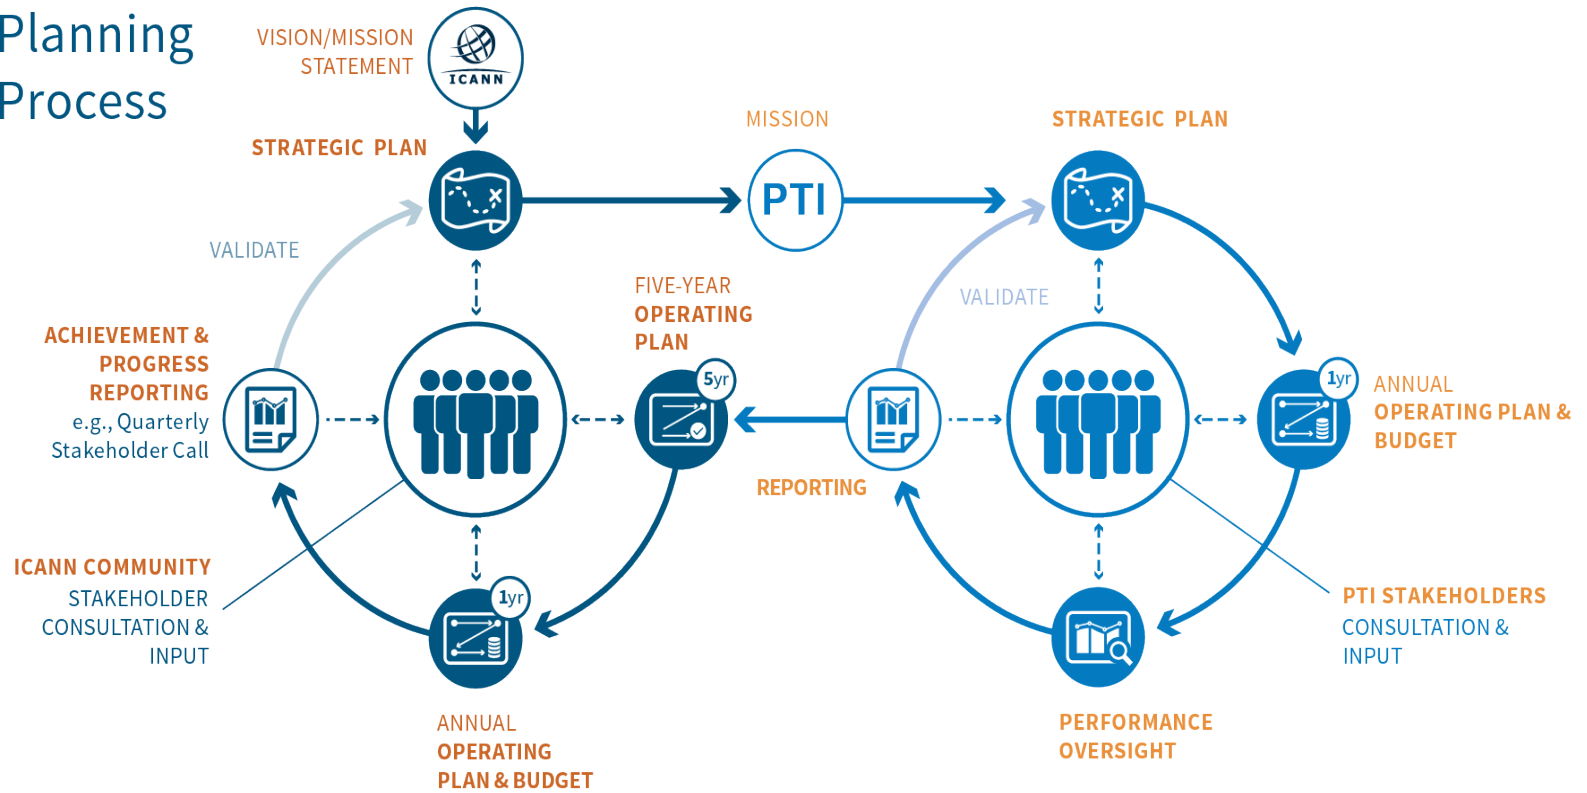 Planning
Process
VISION/MISSION
STATEMENT
ICANN
STRATEGIC PLAN
MISSION
PTI
STRATEGIC PLAN
VALIDATE
VALIDATE
FIVE-YEAR
OPERATING
PLAN
5yr
ACHIEVEMENT &
PROGRESS
REPORTING
e.g., Quarterly
Stakeholder Call
REPORTING
1yr
ANNUAL
OPERATING PLAN &
BUDGET
ICANN COMMUNITY
STAKEHOLDER
CONSULTATION &
INPUT
1yr
ANNUAL
OPERATING
PLAN & BUDGET
PTI STAKEHOLDERS
CONSULTATION &
INPUT
PERFORMANCE
OVERSIGHT